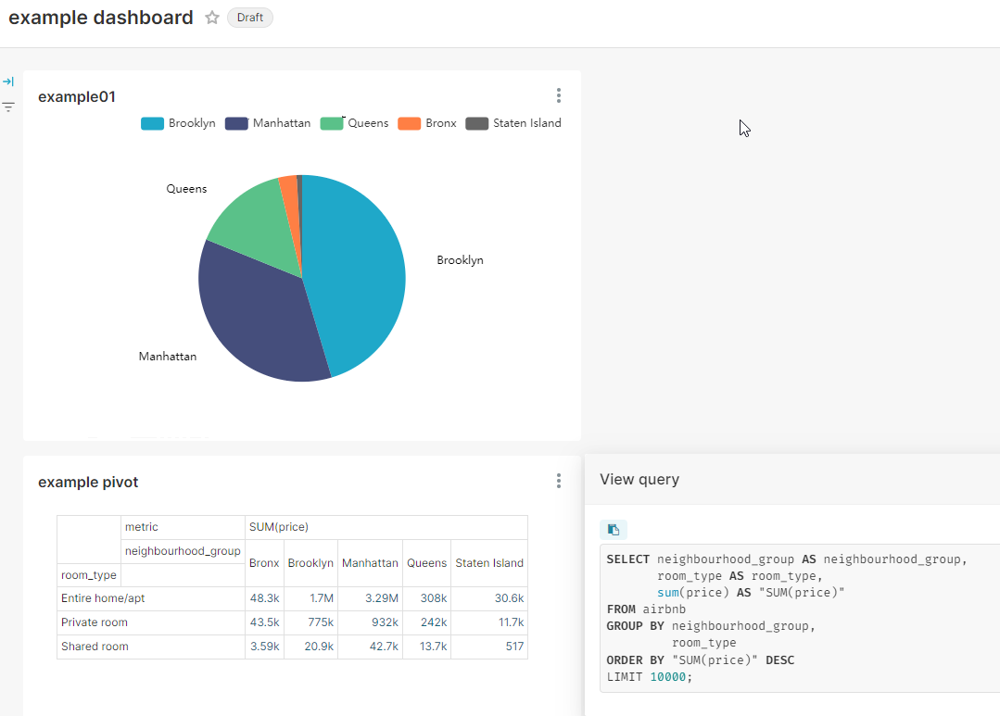 example dashboard Draft
example01
Brooklyn Manhattan Queens Bronx Staten Island
Queens
Brooklyn
Manhattan
example pivot
metric SUM(price)
neighbourhood_group Bronx Brooklyn Manhattan Queens Staten Island
room_type
Entire home/apt 48.3k 1.7M 3.29M 308k 30.6k
Private room 43.5k 775k 932k 242k 11.7k
Shared room 3.59k 20.9k 42.7k 13.7k 517
View query
SELECT neighbourhood_group AS neighbourhood_group,
room_type AS room_type,
sum(price) AS "SUM(price)"
FROM airbnb
GROUP BY neighbourhood_group,
room_type
ORDER BY "SUM(price)" DESC
LIMIT 10000;